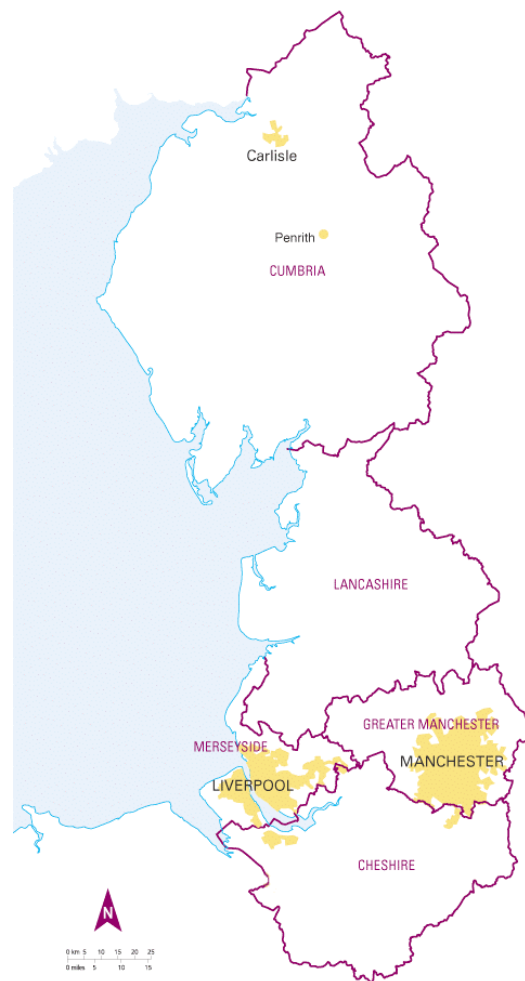 Carlisle
Penrith
CUMBRIA
LANCASHIRE
GREATER MANCHESTER
MERSEYSIDE
MANCHESTER
LIVERPOOL
CHESHIRE
N
0 km 5 10 15 20 25
0 miles 5 10 15